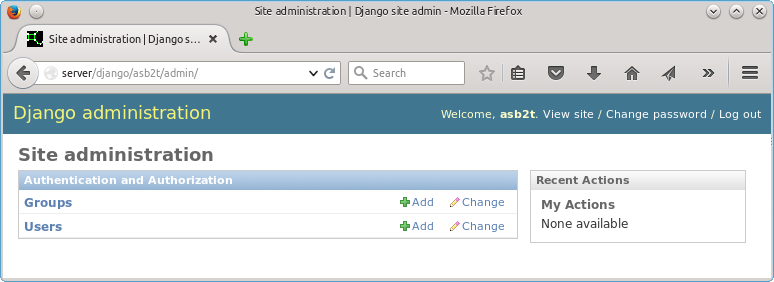 Site administration | Django site admin - Mozilla Firefox
Site administration | Django s...
server/django/asb2t/admin/
Search
Django administration
Welcome, asb2t. View site / Change password / Log out
Site administration
Authentication and Authorization
Groups Add Change
Users Add Change
Recent Actions
My Actions
None available